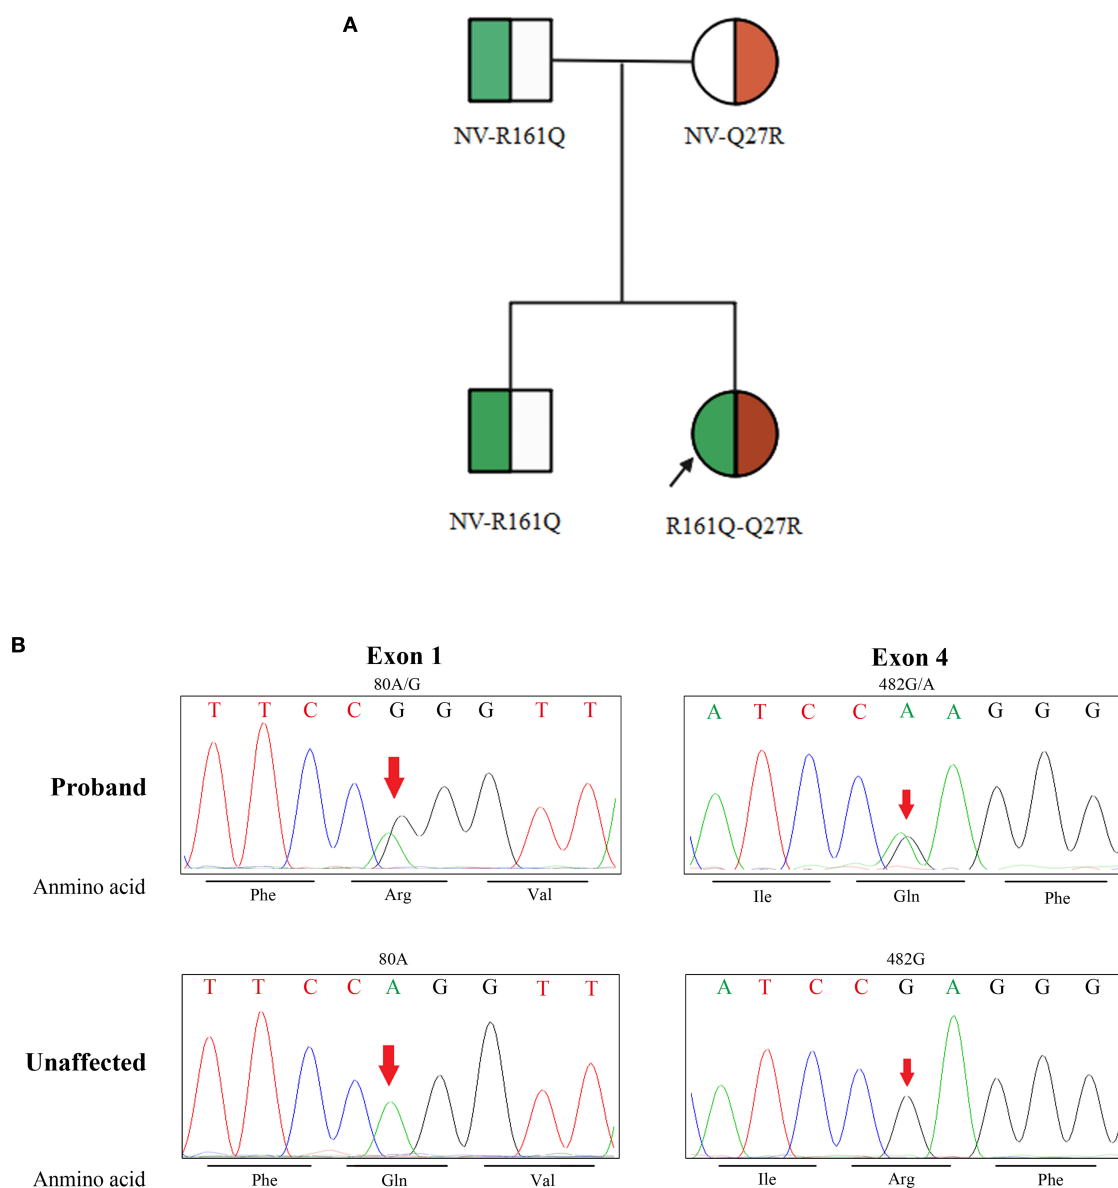 A
NV-R161Q NV-Q27R
NV-R161Q R161Q-Q27R
B
Exon 1 Exon 4
80A/G 482G/A
T T C C G G G T T A T C C A A G G G
Proband
Anmino acid Phe Arg Val Ile Gln Phe
80A 482G
T T C C A G G T T A T C C G A G G G
Unaffected
Anmino acid Phe Gln Val Ile Arg Phe